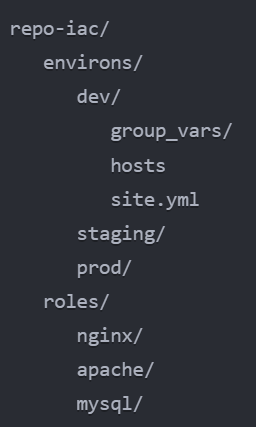 repo-iac/
environs/
dev/
group_vars/
hosts
site.yml
staging/
prod/
roles/
nginx/
apache/
mysql/